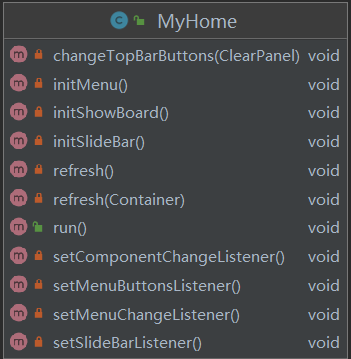 C MyHome
m changeTopBarButtons(ClearPanel) void
m initMenu() void
m initShowBoard() void
m initSlideBar() void
m refresh() void
m refresh(Container) void
m run() void
m setComponentChangeListener() void
m setMenuButtonsListener() void
m setMenuChangeListener() void
m setSlideBarListener() void